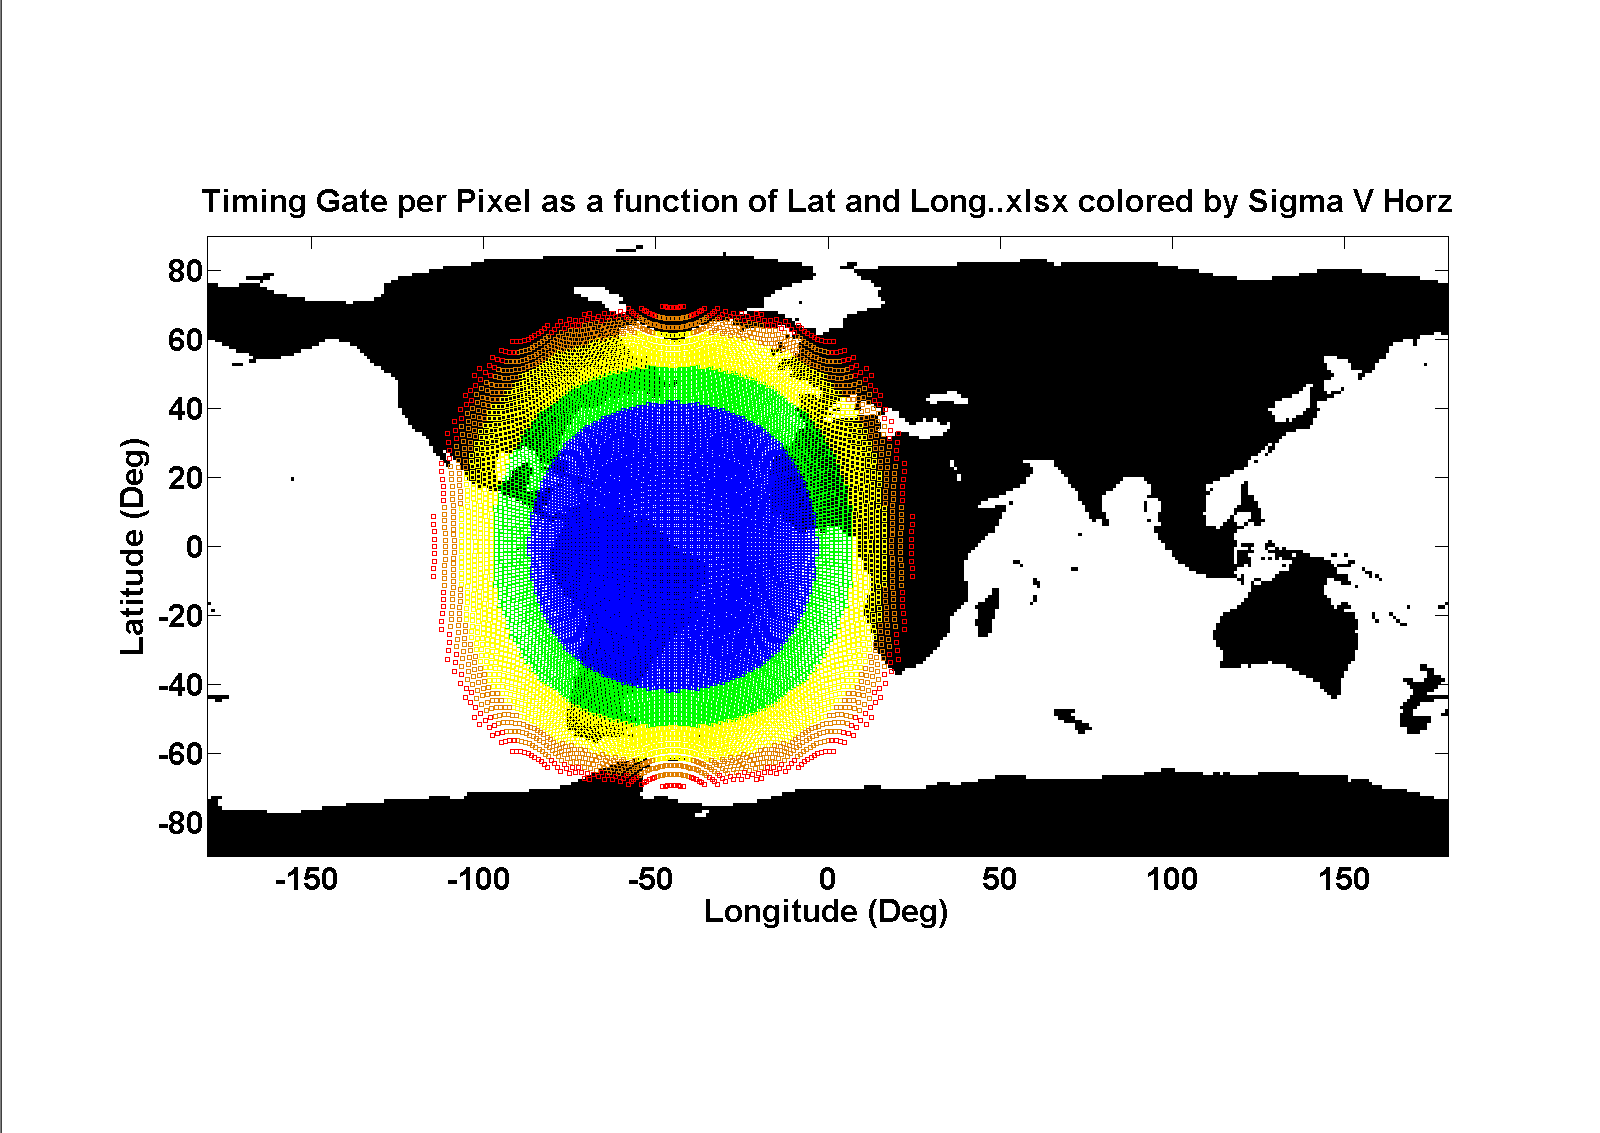 Timing Gate per Pixel as a function of Lat and Long..xlsx colored by Sigma V Horz
80
60
40
20
0
-20
-40
-60
-80
Latitude (Deg)
-150 -100 -50 0 50 100 150
Longitude (Deg)